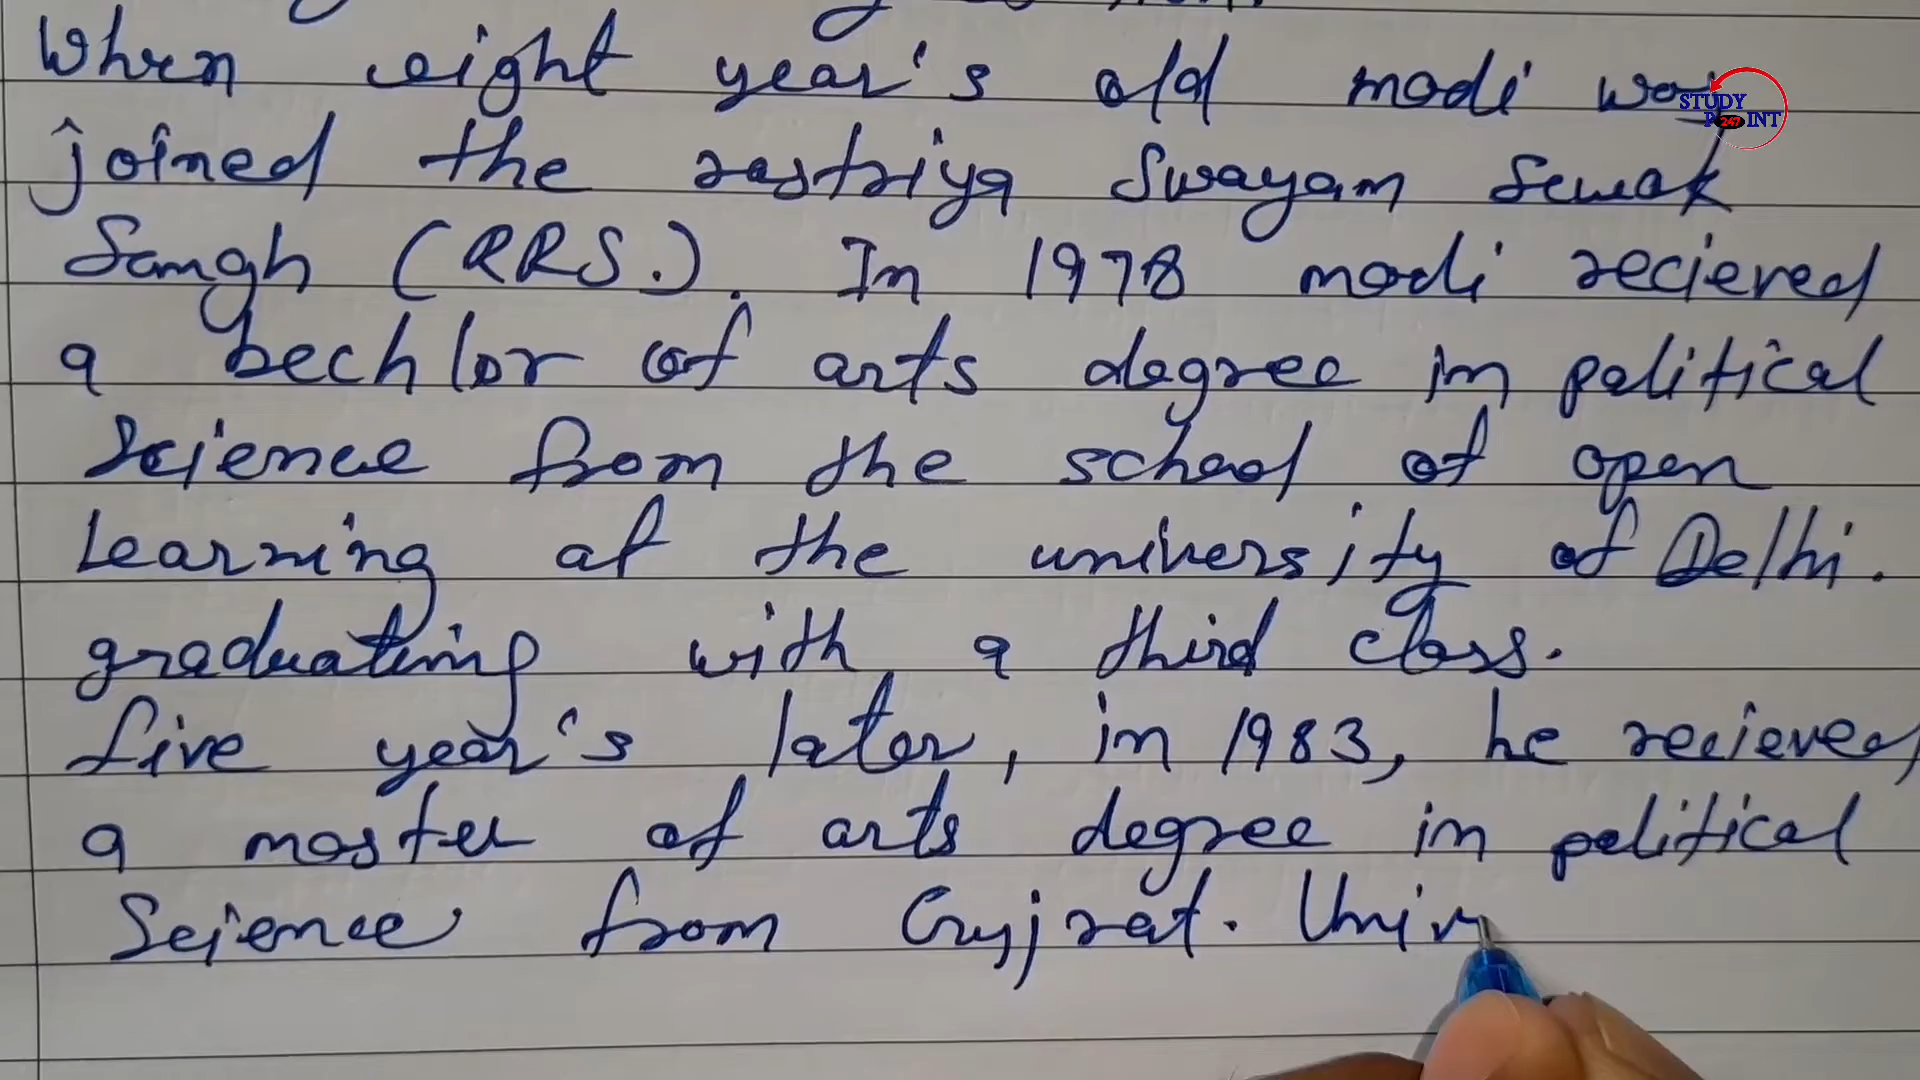 When eight year's old modi was
STUDY
P247INT
joined the rastriya Swayam Sewak
Sangh (RRS.). In 1978 modi recieved
a bechlor of arts degree in political
Science from the school of open
Learning at the university of Delhi.
graduating with a third class.
five year's later, in 1983, he recieved
a master of arts degree in political
Science from Gujrat. Univ